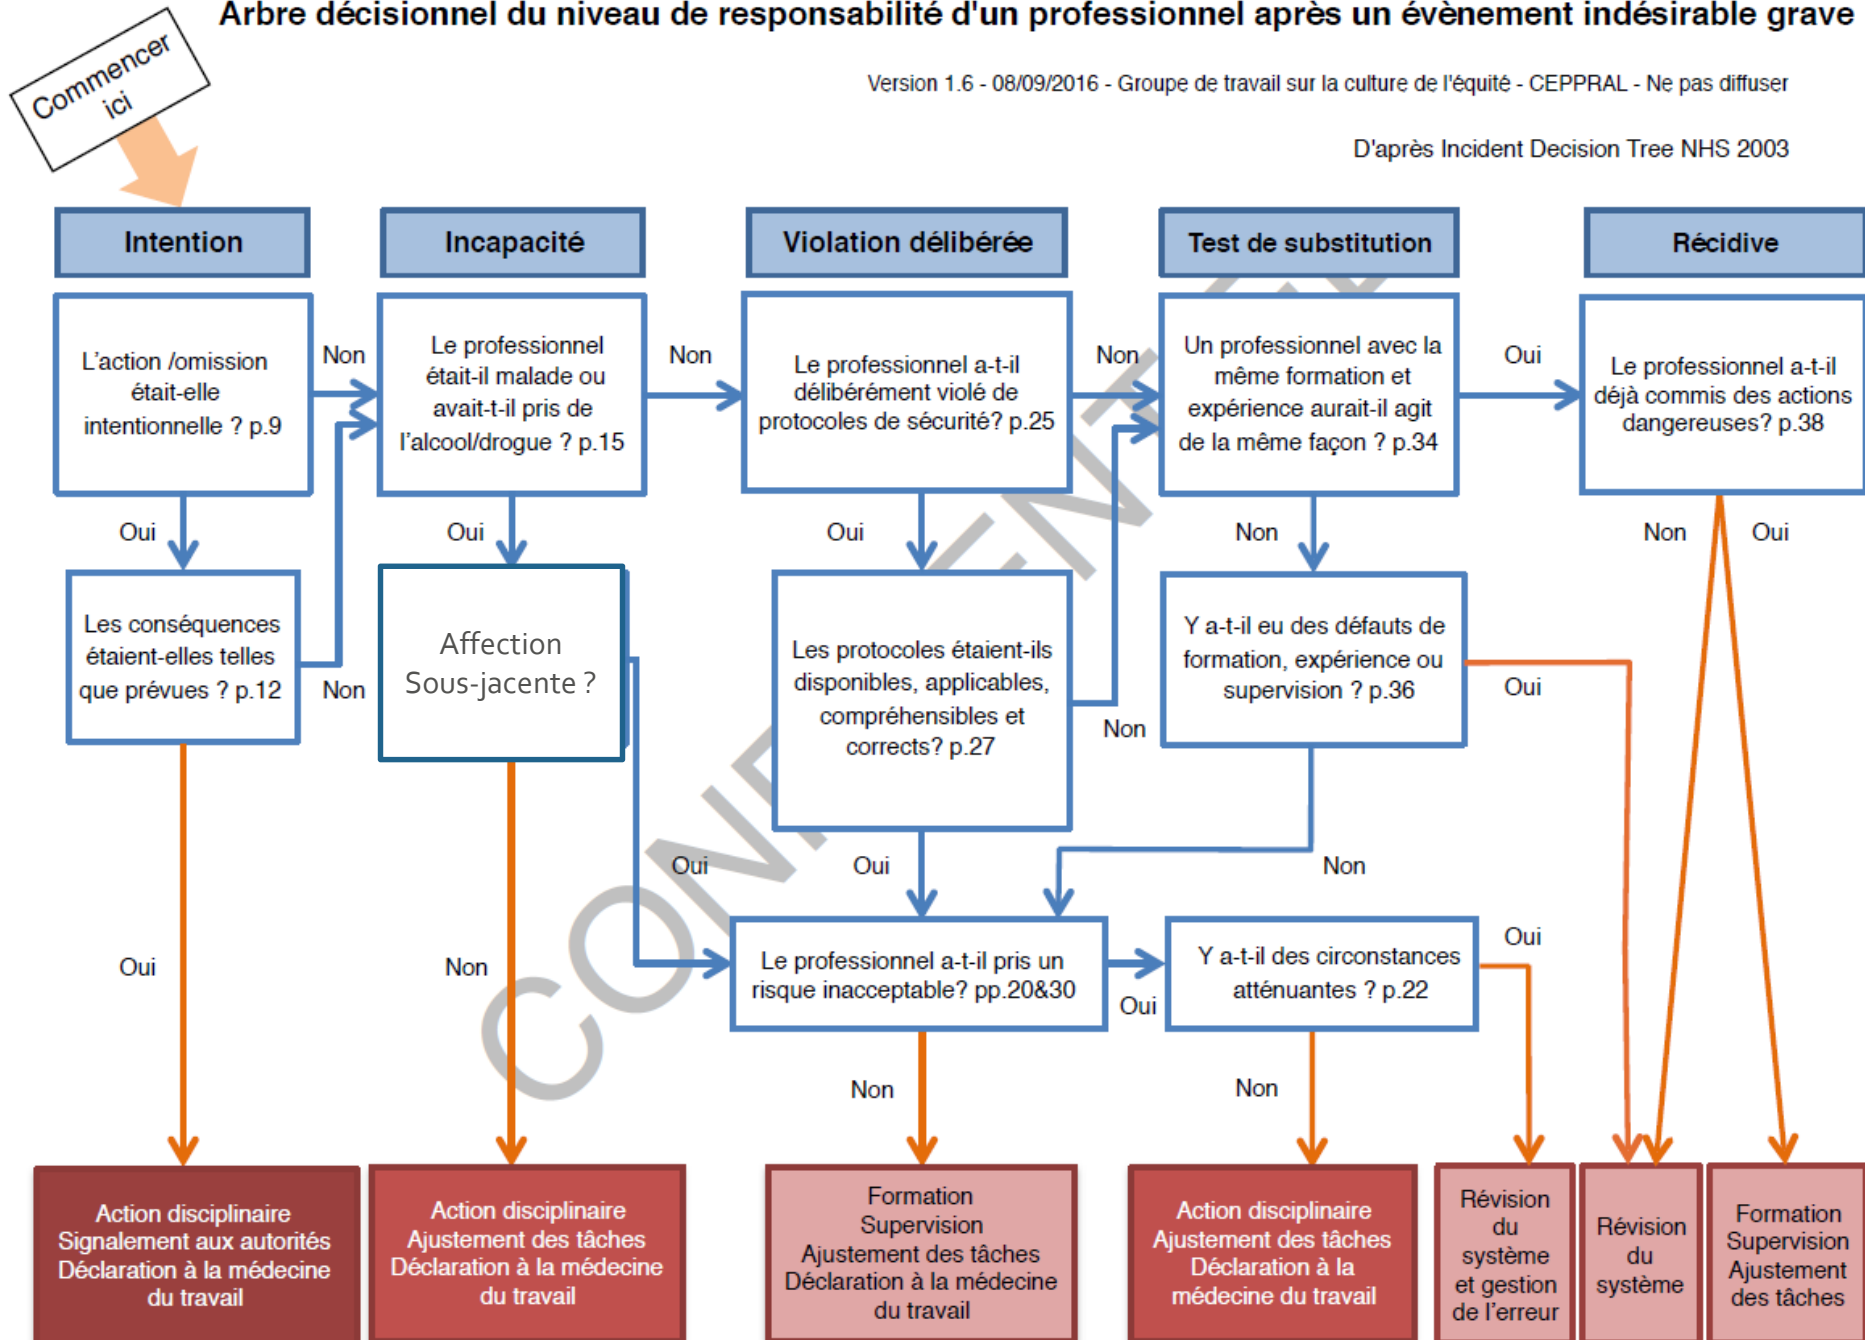 Arbre décisionnel du niveau de responsabilité d'un professionnel après un évènement indésirable grave
Commencer
ici
Version 1.6 - 08/09/2016 - Groupe de travail sur la culture de l'équité - CEPPRAL - Ne pas diffuser
D'après Incident Decision Tree NHS 2003
Intention
Incapacité
Violation délibérée
Test de substitution
Récidive
L'action /omission
était-elle
intentionnelle ? p.9
Non
Le professionnel
était-il malade ou
avait-t-il pris de
l'alcool/drogue ? p.15
Non
Le professionnel a-t-il
délibérément violé de
protocoles de sécurité? p.25
Non
Un professionnel avec la
même formation et
expérience aurait-il agit
de la même façon ? p.34
Oui
Le professionnel a-t-il
déjà commis des actions
dangereuses? p.38
Oui
Oui
Oui
Non
Non
Oui
Les conséquences
étaient-elles telles
que prévues ? p.12
Non
Affection
Sous-jacente ?
Les protocoles étaient-ils
disponibles, applicables,
compréhensibles et
corrects? p.27
Non
Y a-t-il eu des défauts de
formation, expérience ou
supervision ? p.36
Oui
Oui
Oui
Non
Oui
Non
Le professionnel a-t-il pris un
risque inacceptable? pp.20&30
Oui
Y a-t-il des circonstances
atténuantes ? p.22
Oui
Non
Non
Action disciplinaire
Signalement aux autorités
Déclaration à la médecine
du travail
Action disciplinaire
Ajustement des tâches
Déclaration à la médecine
du travail
Formation
Supervision
Ajustement des tâches
Déclaration à la médecine
du travail
Action disciplinaire
Ajustement des tâches
Déclaration à la
médecine du travail
Révision
du
système
et gestion
de l'erreur
Révision
du
système
Formation
Supervision
Ajustement
des tâches